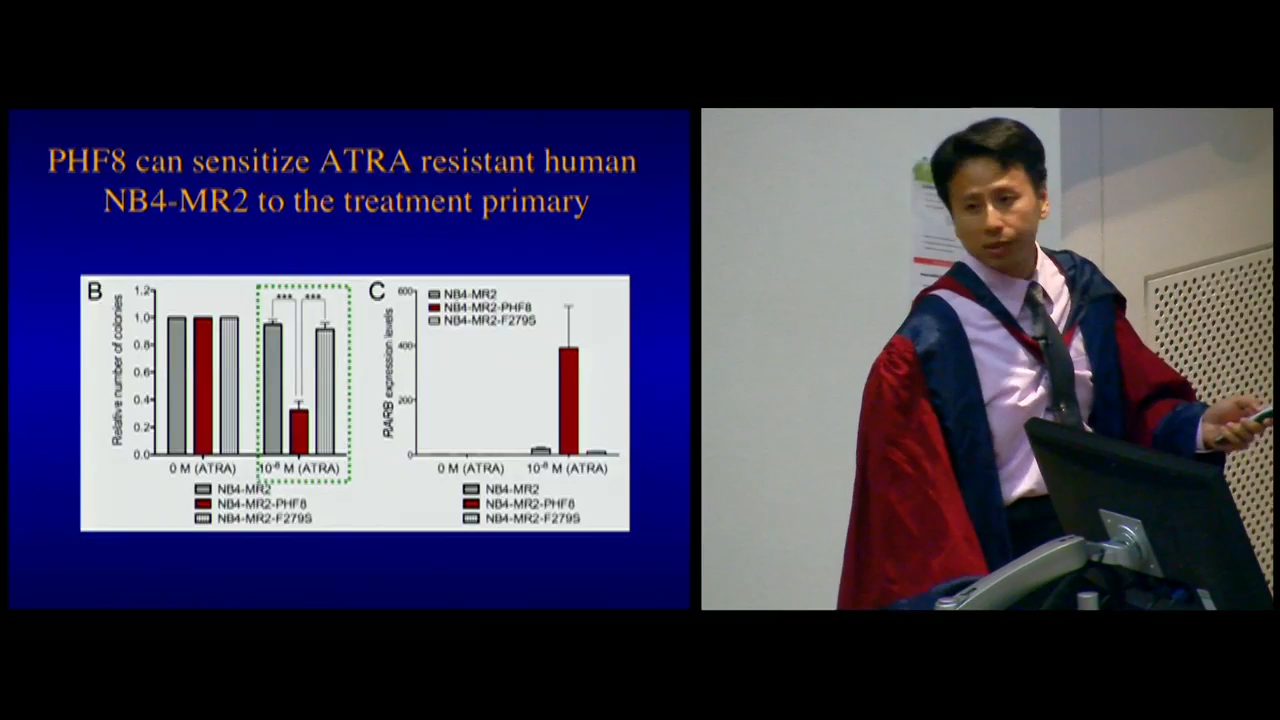 PHF8 can sensitize ATRA resistant human
NB4-MR2 to the treatment primary
B
Relative number of colonies
1.2
1.0
0.8
0.6
0.4
0.2
0.0
*** ***
0 M (ATRA)
10⁻⁸ M (ATRA)
NB4-MR2
NB4-MR2-PHF8
NB4-MR2-F279S
C
RARB expression levels
600
400
200
0
NB4-MR2
NB4-MR2-PHF8
NB4-MR2-F279S
0 M (ATRA)
10⁻⁸ M (ATRA)
NB4-MR2
NB4-MR2-PHF8
NB4-MR2-F279S